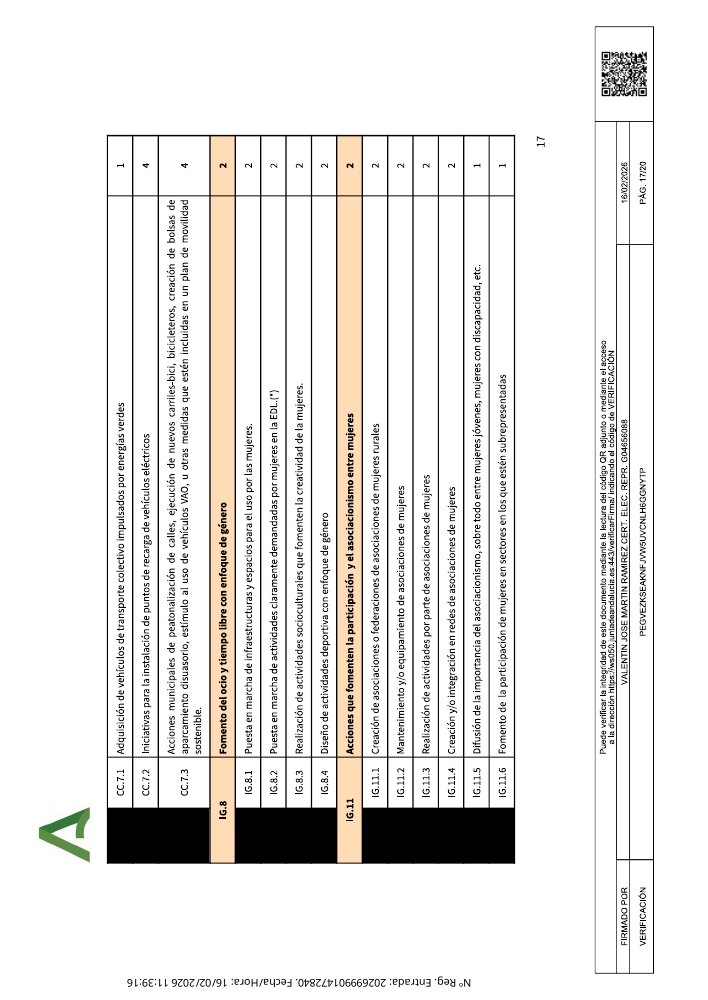 CC.7.1 Adquisición de vehículos de transporte colectivo impulsados por energías verdes 1
CC.7.2 Iniciativas para la instalación de puntos de recarga de vehículos eléctricos 4
CC.7.3 Acciones municipales de peatonalización de calles, ejecución de nuevos carriles-bici, bicicleteros, creación de bolsas de
aparcamiento disuasorio, estímulo al uso de vehículos VAO, u otras medidas que estén incluidas en un plan de movilidad
sostenible. 4
IG.8 Fomento del ocio y tiempo libre con enfoque de género 2
IG.8.1 Puesta en marcha de infraestructuras y espacios para el uso por las mujeres. 2
IG.8.2 Puesta en marcha de actividades claramente demandadas por mujeres en la EDL.(*) 2
IG.8.3 Realización de actividades socioculturales que fomenten la creatividad de la mujeres. 2
IG.8.4 Diseño de actividades deportiva con enfoque de género 2
IG.11 Acciones que fomenten la participación y el asociacionismo entre mujeres 2
IG.11.1 Creación de asociaciones o federaciones de asociaciones de mujeres rurales 2
IG.11.2 Mantenimiento y/o equipamiento de asociaciones de mujeres 2
IG.11.3 Realización de actividades por parte de asociaciones de mujeres 2
IG.11.4 Creación y/o integración en redes de asociaciones de mujeres 2
IG.11.5 Difusión de la importancia del asociacionismo, sobre todo entre mujeres jóvenes, mujeres con discapacidad, etc. 1
IG.11.6 Fomento de la participación de mujeres en sectores en los que estén subrepresentadas 1
17
Puede verificar la integridad de este documento mediante la lectura del código QR adjunto o mediante el acceso
a la dirección https://ws050.juntadeandalucia.es:443/verificarFirma/ indicando el código de VERIFICACIÓN
FIRMADO POR VALENTIN JOSE MARTIN RAMIREZ CERT. ELEC. REPR. G04656088 16/02/2026
VERIFICACIÓN PEGVEZKSEAKNFJVW5UVCNLH6GGNYTP PÁG. 17/20
Nº Reg. Entrada: 2026999014728​40. Fecha/Hora: 16/02/2026 11:39:16